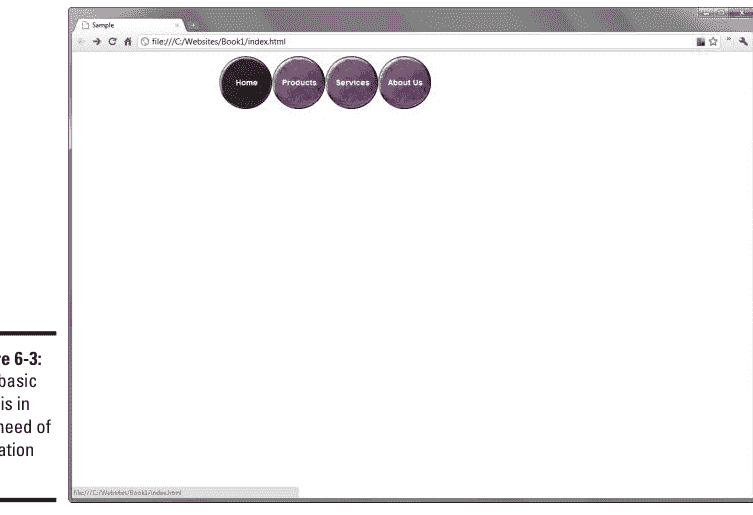 Sample
file:///C:/Websites/Book1/index.html
Home Products Services About Us
re 6-3:
basic
is in
need of
ation
file:///C:/Websites/Book1/index.html